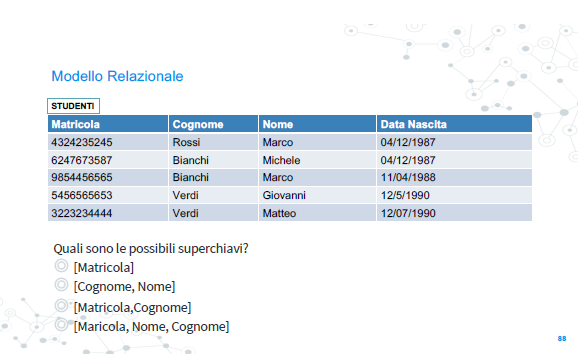 Modello Relazionale
STUDENTI
Matricola Cognome Nome Data Nascita
4324235245 Rossi Marco 04/12/1987
6247673587 Bianchi Michele 04/12/1987
9854456565 Bianchi Marco 11/04/1988
5456565653 Verdi Giovanni 12/5/1990
3223234444 Verdi Matteo 12/07/1990
Quali sono le possibili superchiavi?
[Matricola]
[Cognome, Nome]
[Matricola,Cognome]
[Maricola, Nome, Cognome]
88